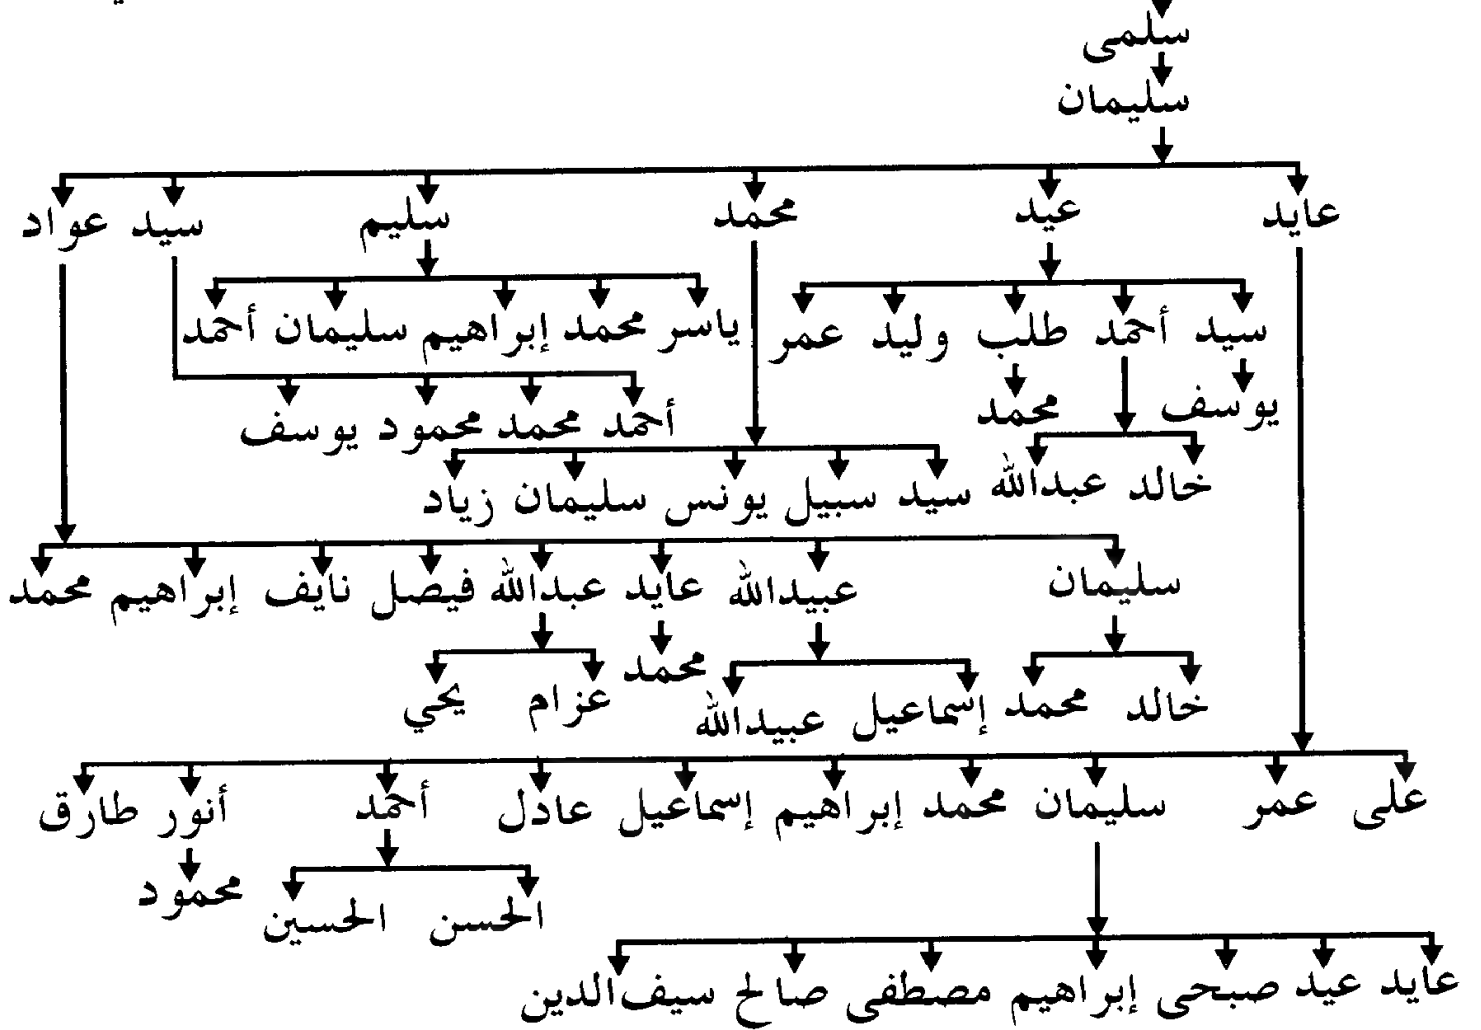 سلمى
سليمان
عايد عيد محمد سليم سيد عواد
سيد أحمد طلب وليد عمر ياسر محمد إبراهيم سليمان أحمد
يوسف محمد أحمد محمد محمود يوسف
خالد عبدالله سيد سبيل يونس سليمان زياد
سليمان عبيدالله عايد عبدالله فيصل نايف إبراهيم محمد
خالد محمد إسماعيل عبيدالله محمد عزام يحي
على عمر سليمان محمد إبراهيم إسماعيل عادل أحمد أنور طارق
الحسن الحسين محمود
عايد عيد صبحى إبراهيم مصطفى صالح سيف الدين